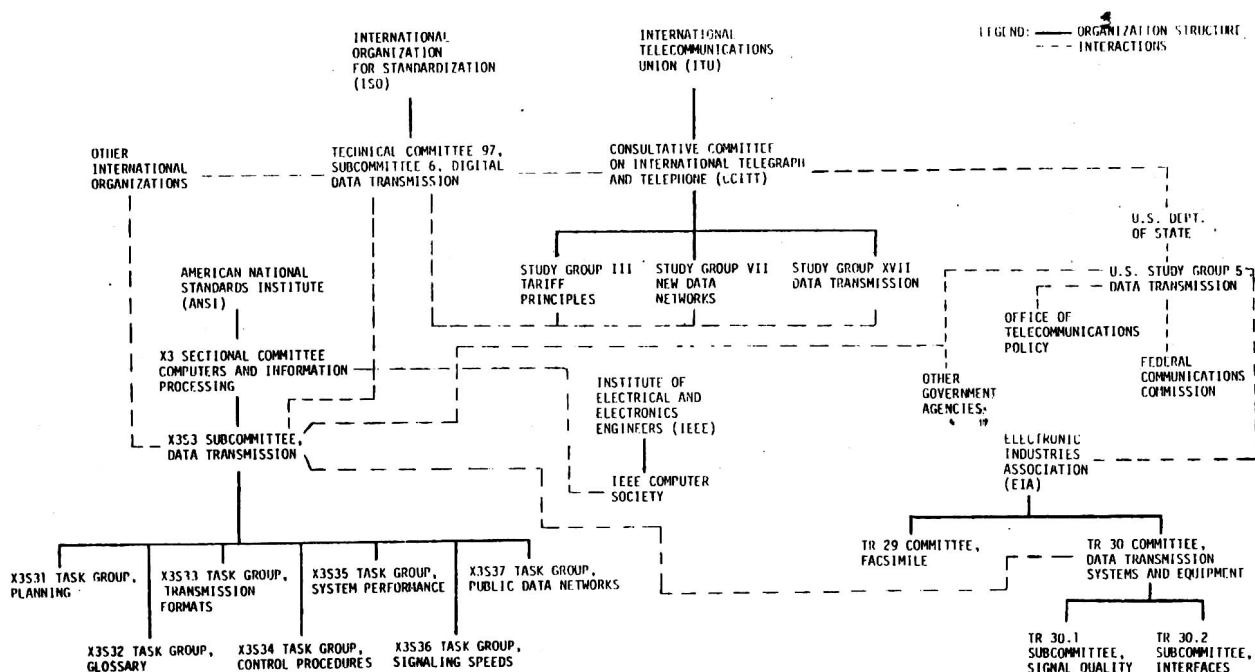 INTERNATIONAL
ORGANIZATION
FOR STANDARDIZATION
(ISO)
INTERNATIONAL
TELECOMMUNICATIONS
UNION (ITU)
LEGEND: ORGANIZATION STRUCTURE
INTERACTIONS
OTHER
INTERNATIONAL
ORGANIZATIONS
TECHNICAL COMMITTEE 97,
SUBCOMMITTEE 6, DIGITAL
DATA TRANSMISSION
CONSULTATIVE COMMITTEE
ON INTERNATIONAL TELEGRAPH
AND TELEPHONE (CCITT)
U.S. DEPT.
OF STATE
AMERICAN NATIONAL
STANDARDS INSTITUTE
(ANSI)
STUDY GROUP III
TARIFF
PRINCIPLES
STUDY GROUP VII
NEW DATA
NETWORKS
STUDY GROUP XVII
DATA TRANSMISSION
U.S. STUDY GROUP 5
DATA TRANSMISSION
OFFICE OF
TELECOMMUNICATIONS
POLICY
X3 SECTIONAL COMMITTEE
COMPUTERS AND INFORMATION
PROCESSING
INSTITUTE OF
ELECTRICAL AND
ELECTRONICS
ENGINEERS (IEEE)
OTHER
GOVERNMENT
AGENCIES
FEDERAL
COMMUNICATIONS
COMMISSION
X3S3 SUBCOMMITTEE,
DATA TRANSMISSION
IEEE COMPUTER
SOCIETY
ELECTRONIC
INDUSTRIES
ASSOCIATION
(EIA)
X3S31 TASK GROUP,
PLANNING
X3S33 TASK GROUP,
TRANSMISSION
FORMATS
X3S35 TASK GROUP,
SYSTEM PERFORMANCE
X3S37 TASK GROUP,
PUBLIC DATA NETWORKS
TR 29 COMMITTEE,
FACSIMILE
TR 30 COMMITTEE,
DATA TRANSMISSION
SYSTEMS AND EQUIPMENT
X3S32 TASK GROUP,
GLOSSARY
X3S34 TASK GROUP,
CONTROL PROCEDURES
X3S36 TASK GROUP,
SIGNALING SPEEDS
TR 30.1
SUBCOMMITTEE,
SIGNAL QUALITY
TR 30.2
SUBCOMMITTEE,
INTERFACES